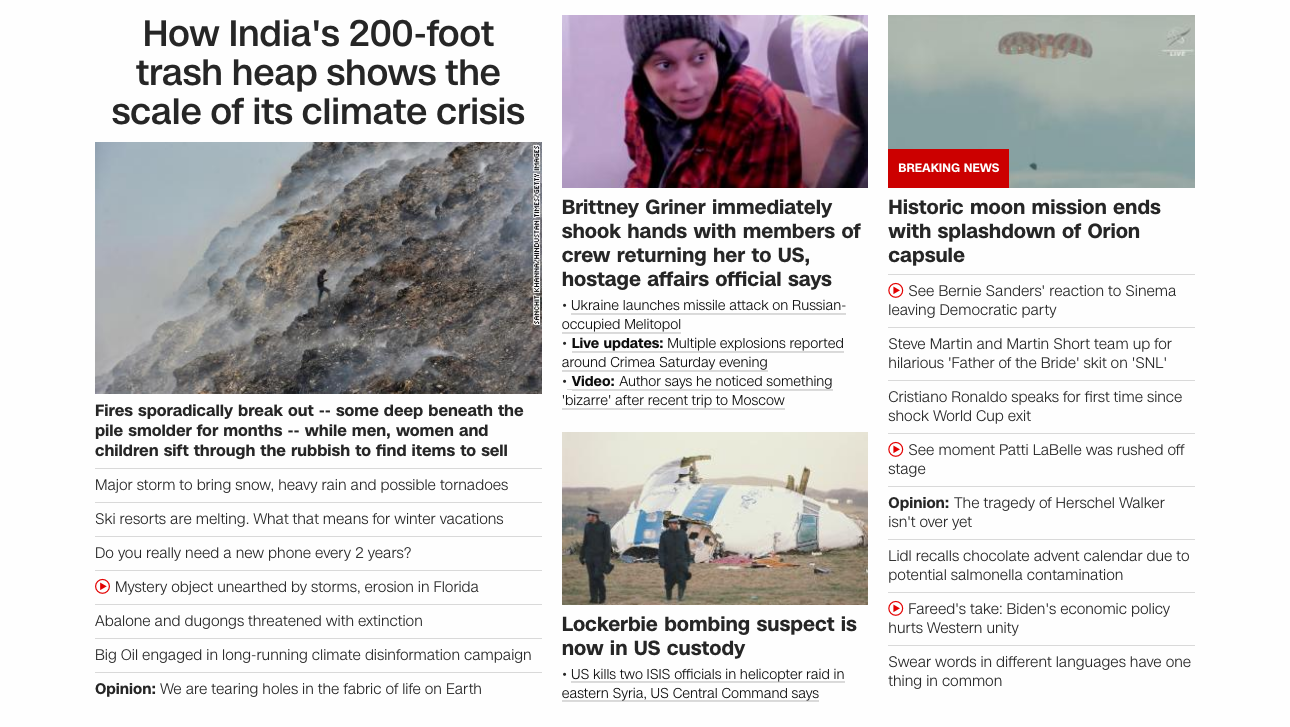 How India's 200-foot
trash heap shows the
scale of its climate crisis
SANCHIT KHANNA/HINDUSTAN TIMES/GETTY IMAGES
Fires sporadically break out -- some deep beneath the
pile smolder for months -- while men, women and
children sift through the rubbish to find items to sell
Major storm to bring snow, heavy rain and possible tornadoes
Ski resorts are melting. What that means for winter vacations
Do you really need a new phone every 2 years?
Mystery object unearthed by storms, erosion in Florida
Abalone and dugongs threatened with extinction
Big Oil engaged in long-running climate disinformation campaign
Opinion: We are tearing holes in the fabric of life on Earth
Brittney Griner immediately
shook hands with members of
crew returning her to US,
hostage affairs official says
• Ukraine launches missile attack on Russian-
occupied Melitopol
• Live updates: Multiple explosions reported
around Crimea Saturday evening
• Video: Author says he noticed something
'bizarre' after recent trip to Moscow
Lockerbie bombing suspect is
now in US custody
• US kills two ISIS officials in helicopter raid in
eastern Syria, US Central Command says
LIVE
BREAKING NEWS
Historic moon mission ends
with splashdown of Orion
capsule
See Bernie Sanders' reaction to Sinema
leaving Democratic party
Steve Martin and Martin Short team up for
hilarious 'Father of the Bride' skit on 'SNL'
Cristiano Ronaldo speaks for first time since
shock World Cup exit
See moment Patti LaBelle was rushed off
stage
Opinion: The tragedy of Herschel Walker
isn't over yet
Lidl recalls chocolate advent calendar due to
potential salmonella contamination
Fareed's take: Biden's economic policy
hurts Western unity
Swear words in different languages have one
thing in common